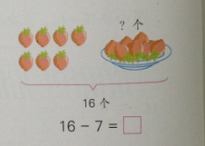 ? 个
16 个
16 - 7 = □